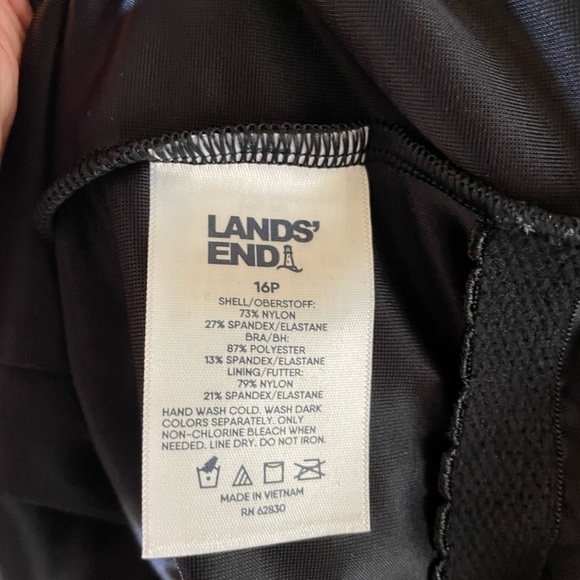 LANDS'
END
16P
SHELL/OBERSTOFF:
73% NYLON
27% SPANDEX/ELASTANE
BRA/BH:
87% POLYESTER
13% SPANDEX/ELASTANE
LINING/FUTTER:
79% NYLON
21% SPANDEX/ELASTANE
HAND WASH COLD. WASH DARK
COLORS SEPARATELY. ONLY
NON-CHLORINE BLEACH WHEN
NEEDED. LINE DRY. DO NOT IRON.
MADE IN VIETNAM
RN 62830